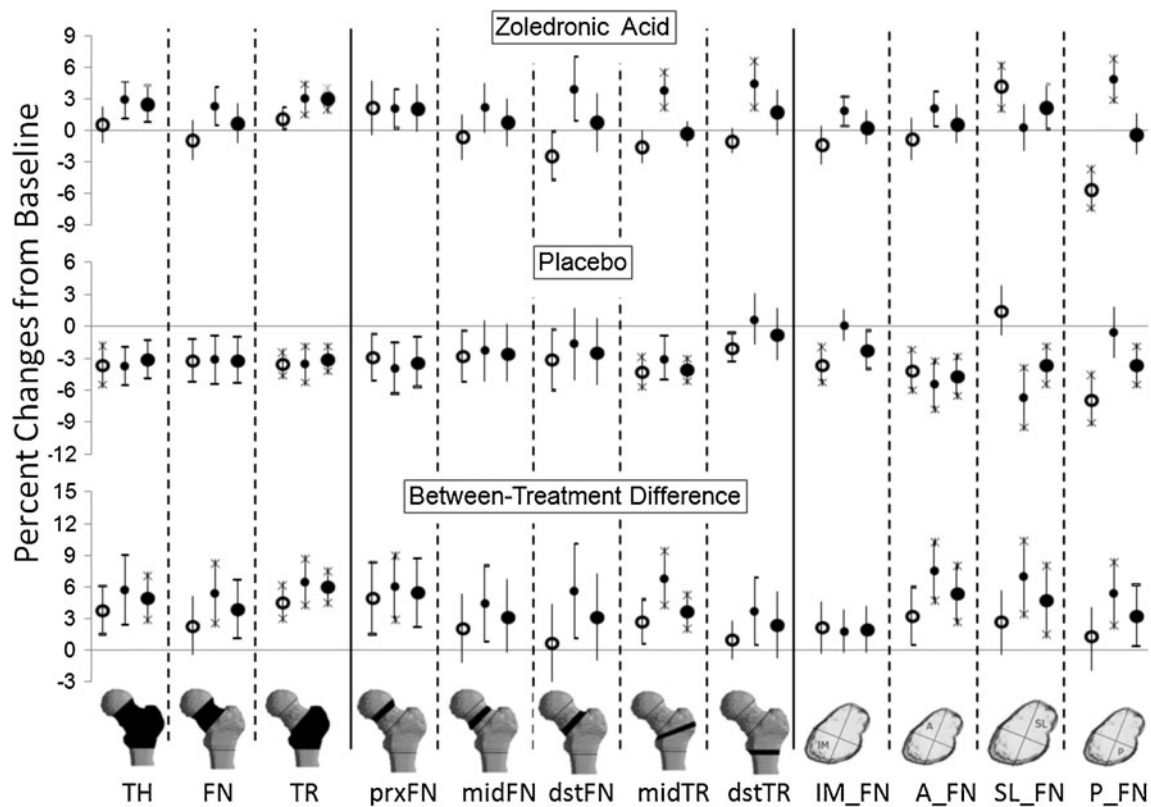 Zoledronic Acid
9
6
3
0
-3
-6
-9
Percent Changes from Baseline
Placebo
6
3
0
-3
-6
-9
-12
Between-Treatment Difference
15
12
9
6
3
0
-3
IM
A
SL
P
TH FN TR prxFN midFN dstFN midTR dstTR IM_FN A_FN SL_FN P_FN